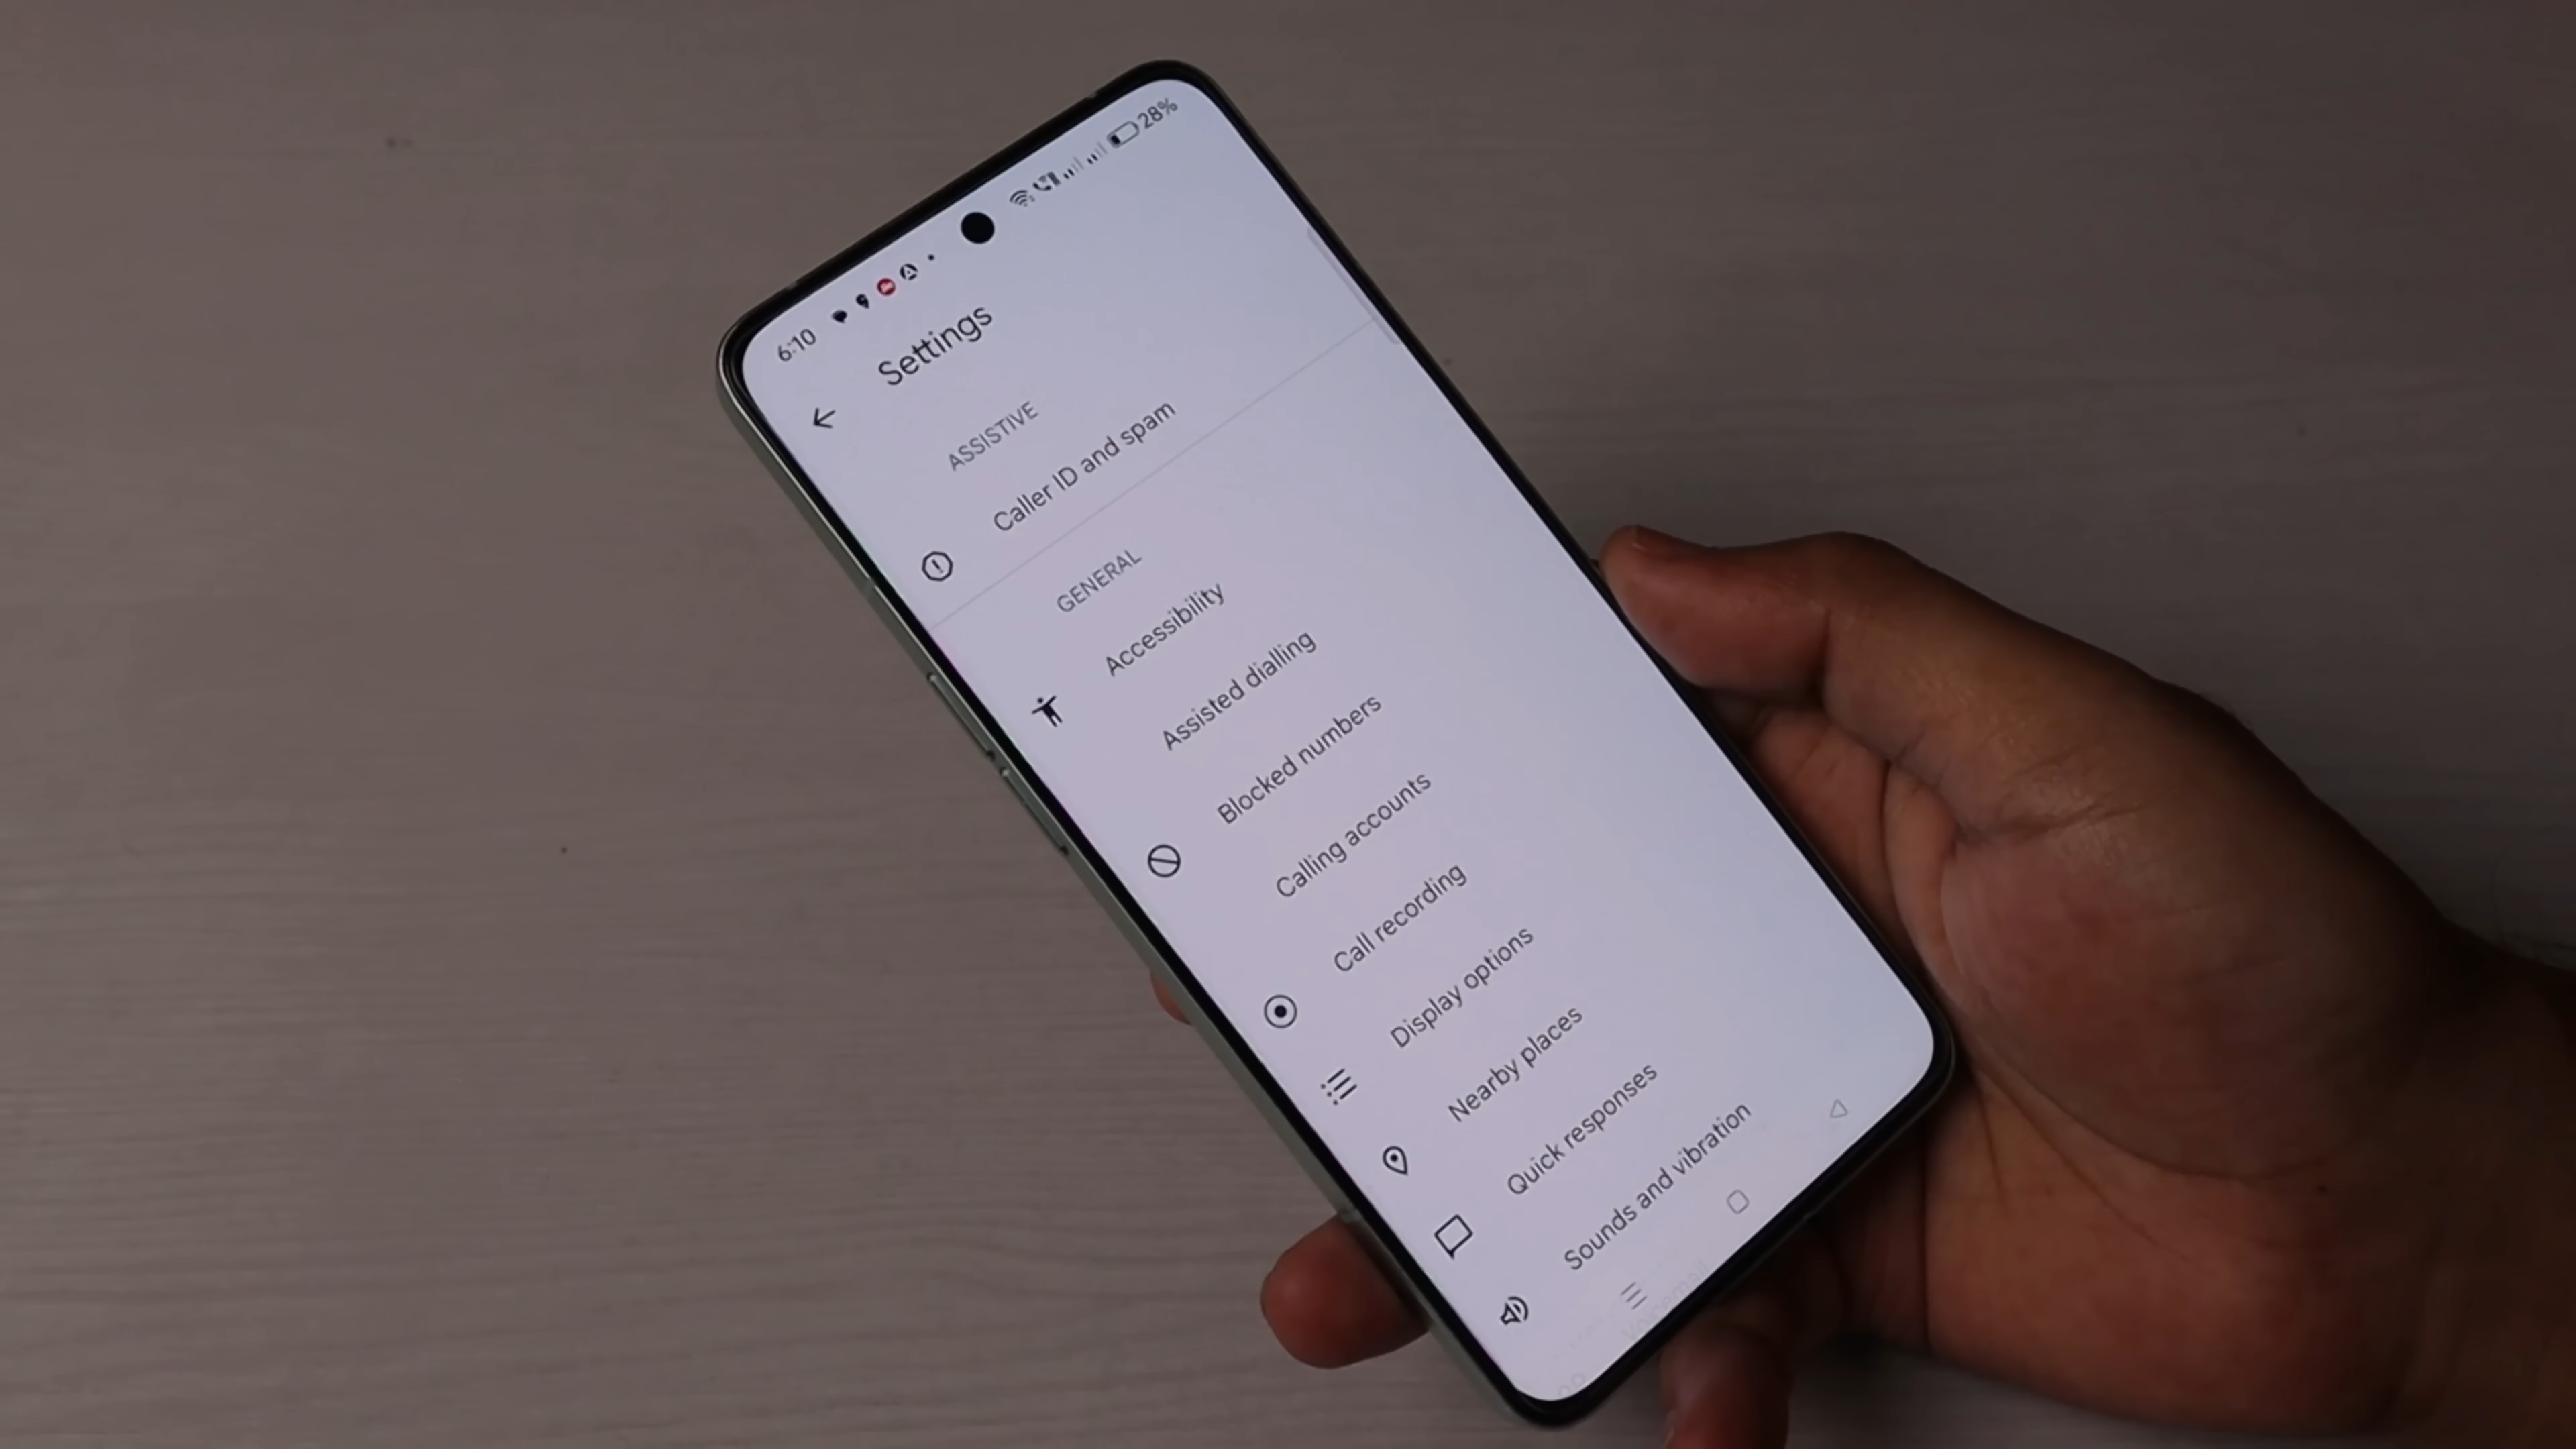 6:10
28%
Settings
ASSISTIVE
Caller ID and spam
GENERAL
Accessibility
Assisted dialling
Blocked numbers
Calling accounts
Call recording
Display options
Nearby places
Quick responses
Sounds and vibration
Voicemail